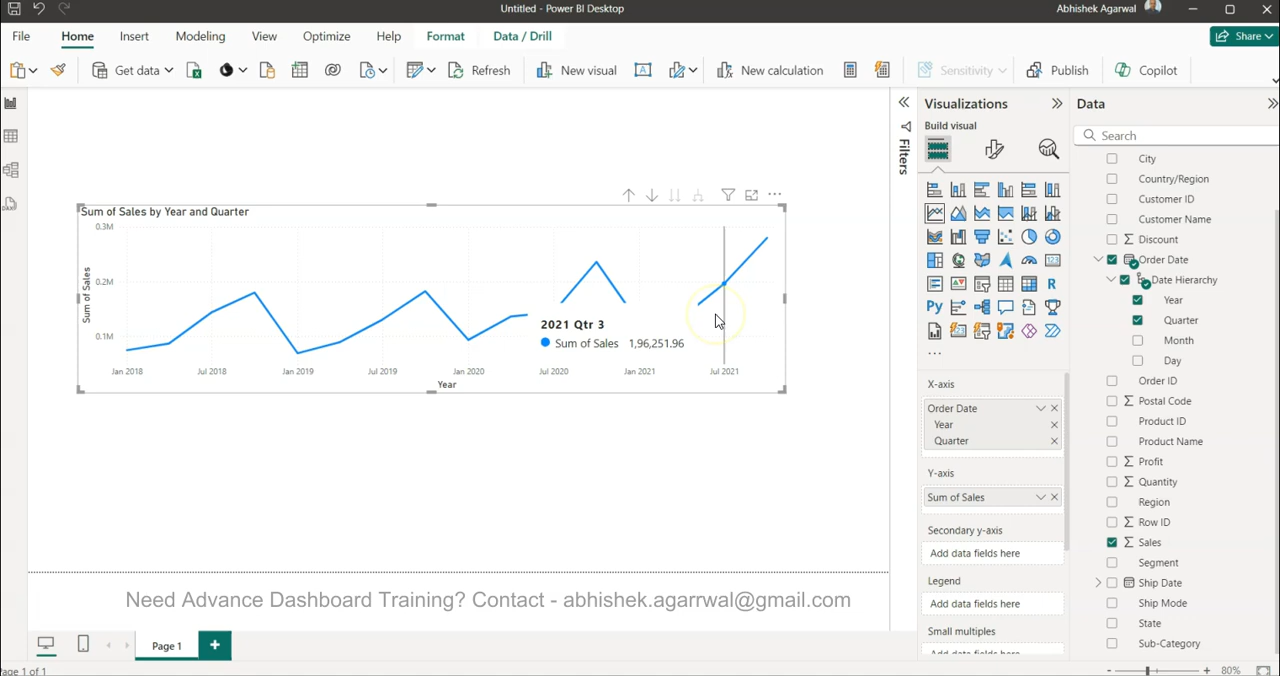 Untitled - Power BI Desktop
Abhishek Agarwal
File
Home
Insert
Modeling
View
Optimize
Help
Format
Data / Drill
Share
Get data
Refresh
New visual
New calculation
Sensitivity
Publish
Copilot
Sum of Sales by Year and Quarter
0.3M
0.2M
0.1M
Sum of Sales
Jan 2018
Jul 2018
Jan 2019
Jul 2019
Jan 2020
Jul 2020
Jan 2021
Jul 2021
Year
2021 Qtr 3
Sum of Sales 1,96,251.96
Need Advance Dashboard Training? Contact - abhishek.agarrwal@gmail.com
Page 1
+
age 1 of 1
- + 80%
Filters
Visualizations
Build visual
R
Py
123
X-axis
Order Date
Year
Quarter
Y-axis
Sum of Sales
Secondary y-axis
Add data fields here
Legend
Add data fields here
Small multiples
Add data fields here
Data
Search
City
Country/Region
Customer ID
Customer Name
Σ Discount
Order Date
Date Hierarchy
Year
Quarter
Month
Day
Order ID
Σ Postal Code
Product ID
Product Name
Σ Profit
Σ Quantity
Region
Σ Row ID
Σ Sales
Segment
Ship Date
Ship Mode
State
Sub-Category